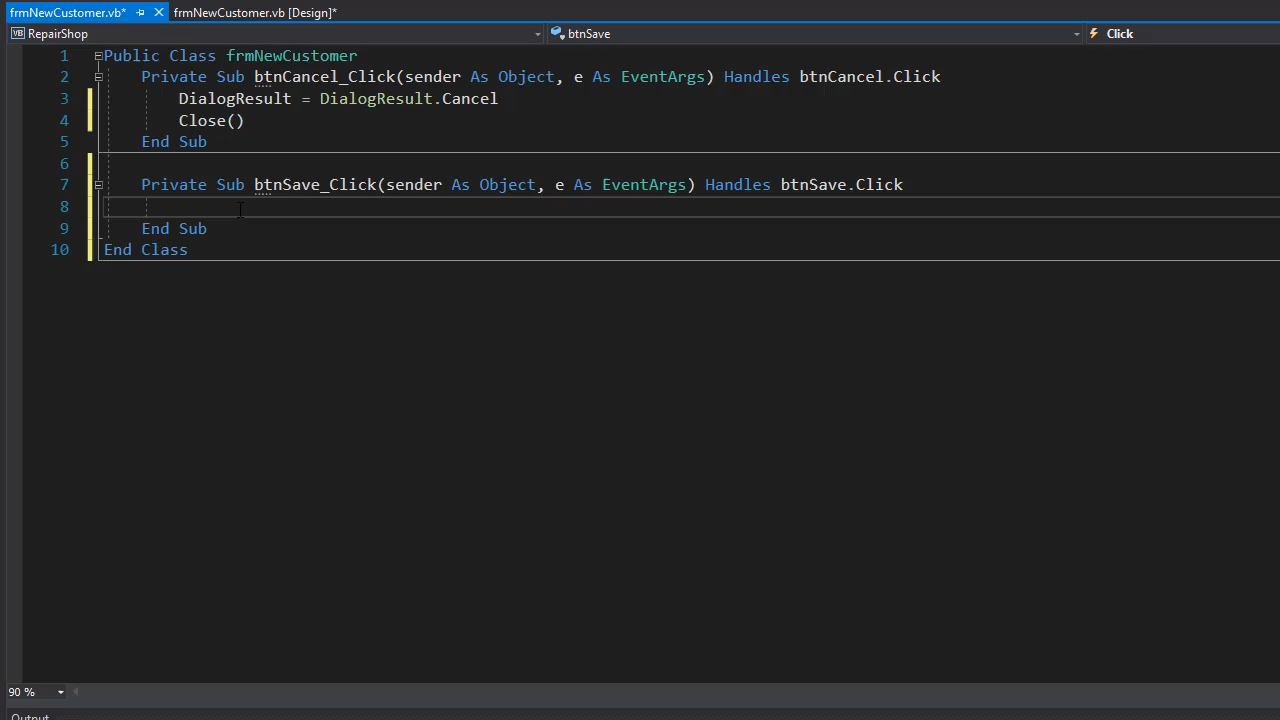 frmNewCustomer.vb* frmNewCustomer.vb [Design]*
VB RepairShop btnSave Click
1 Public Class frmNewCustomer
2 Private Sub btnCancel_Click(sender As Object, e As EventArgs) Handles btnCancel.Click
3 DialogResult = DialogResult.Cancel
4 Close()
5 End Sub
6
7 Private Sub btnSave_Click(sender As Object, e As EventArgs) Handles btnSave.Click
8
9 End Sub
10 End Class
90 %
Output